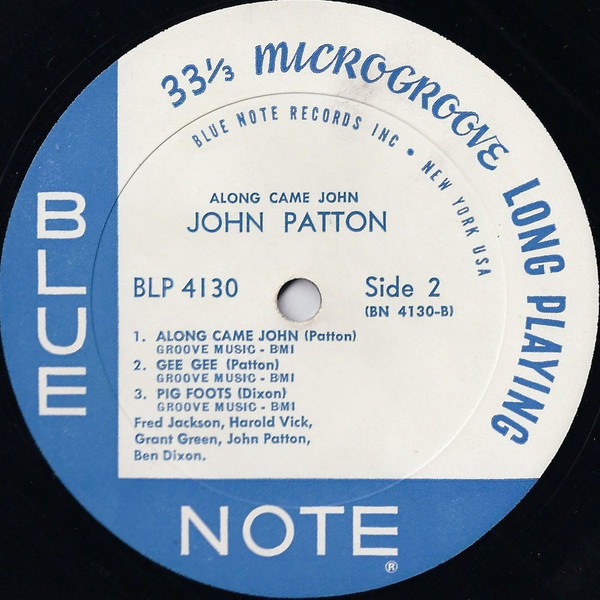 33⅓ MICROGROOVE LONG PLAYING
BLUE NOTE RECORDS INC • NEW YORK USA
ALONG CAME JOHN
JOHN PATTON
BLP 4130
Side 2
(BN 4130-B)
1. ALONG CAME JOHN (Patton)
GROOVE MUSIC - BMI
2. GEE GEE (Patton)
GROOVE MUSIC - BMI
3. PIG FOOTS (Dixon)
GROOVE MUSIC - BMI
Fred Jackson, Harold Vick,
Grant Green, John Patton,
Ben Dixon.
BLUE
NOTE®